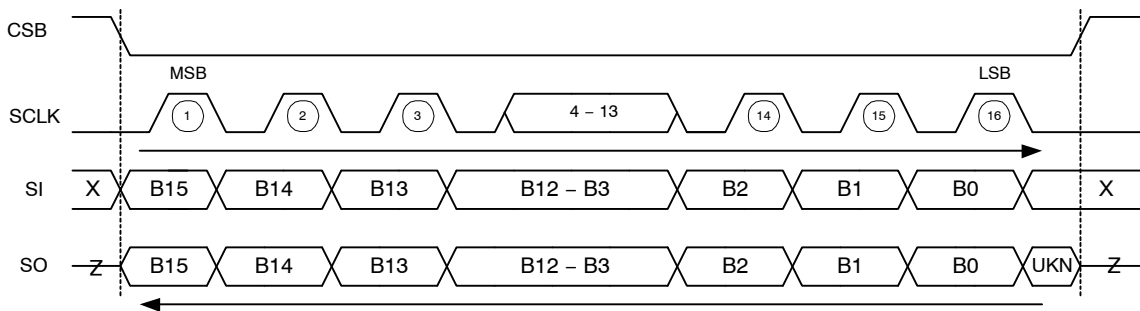 CSB
MSB LSB
SCLK 1 2 3 4 – 13 14 15 16
SI X B15 B14 B13 B12 – B3 B2 B1 B0 X
SO Z B15 B14 B13 B12 – B3 B2 B1 B0 UKN Z